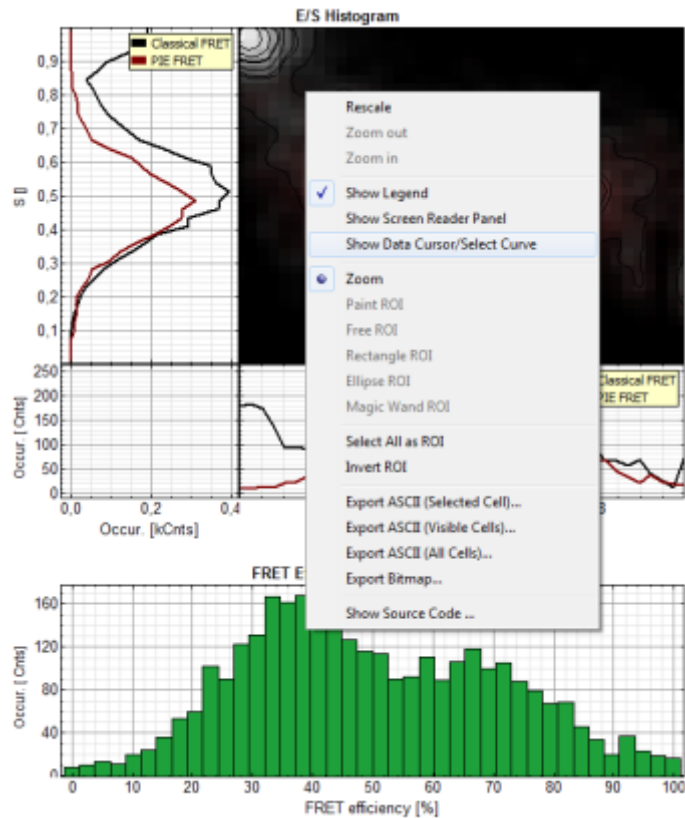 E/S Histogram
Classical FRET
PIE FRET
0,9
0,8
0,7
0,6
0,5
0,4
0,3
0,2
0,1
S []
Rescale
Zoom out
Zoom in
Show Legend
Show Screen Reader Panel
Show Data Cursor/Select Curve
Zoom
Paint ROI
Free ROI
Rectangle ROI
Ellipse ROI
Magic Wand ROI
Select All as ROI
Invert ROI
Export ASCII (Selected Cell)...
Export ASCII (Visible Cells)...
Export ASCII (All Cells)...
Export Bitmap...
Show Source Code ...
250
200
150
100
50
0
Occur. [ Cnts]
Classical FRET
PIE FRET
0,0
0,2
0,4
Occur. [kCnts]
8
FRET E
160
120
80
40
0
Occur. [ Cnts]
0 10 20 30 40 50 60 70 80 90 100
FRET efficiency [%]